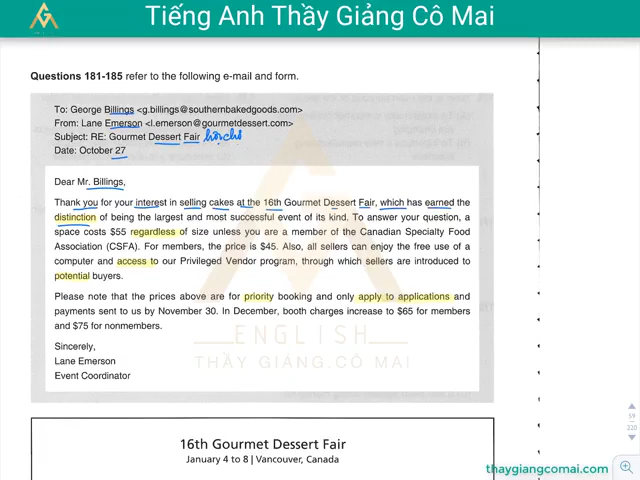 Tiếng Anh Thầy Giảng Cô Mai
Questions 181-185 refer to the following e-mail and form.
To: George Billings <g.billings@southernbakedgoods.com>
From: Lane Emerson <l.emerson@gourmetdessert.com>
Subject: RE: Gourmet Dessert Fair hội chợ
Date: October 27
Dear Mr. Billings,
Thank you for your interest in selling cakes at the 16th Gourmet Dessert Fair, which has earned the
distinction of being the largest and most successful event of its kind. To answer your question, a
space costs $55 regardless of size unless you are a member of the Canadian Specialty Food
Association (CSFA). For members, the price is $45. Also, all sellers can enjoy the free use of a
computer and access to our Privileged Vendor program, through which sellers are introduced to
potential buyers.
Please note that the prices above are for priority booking and only apply to applications and
payments sent to us by November 30. In December, booth charges increase to $65 for members
and $75 for nonmembers.
ENGLISH
Sincerely,
THẦY GIẢNG.CÔ MAI
Lane Emerson
Event Coordinator
16th Gourmet Dessert Fair
January 4 to 8 | Vancouver, Canada
59
220
thaygiangcomai.com